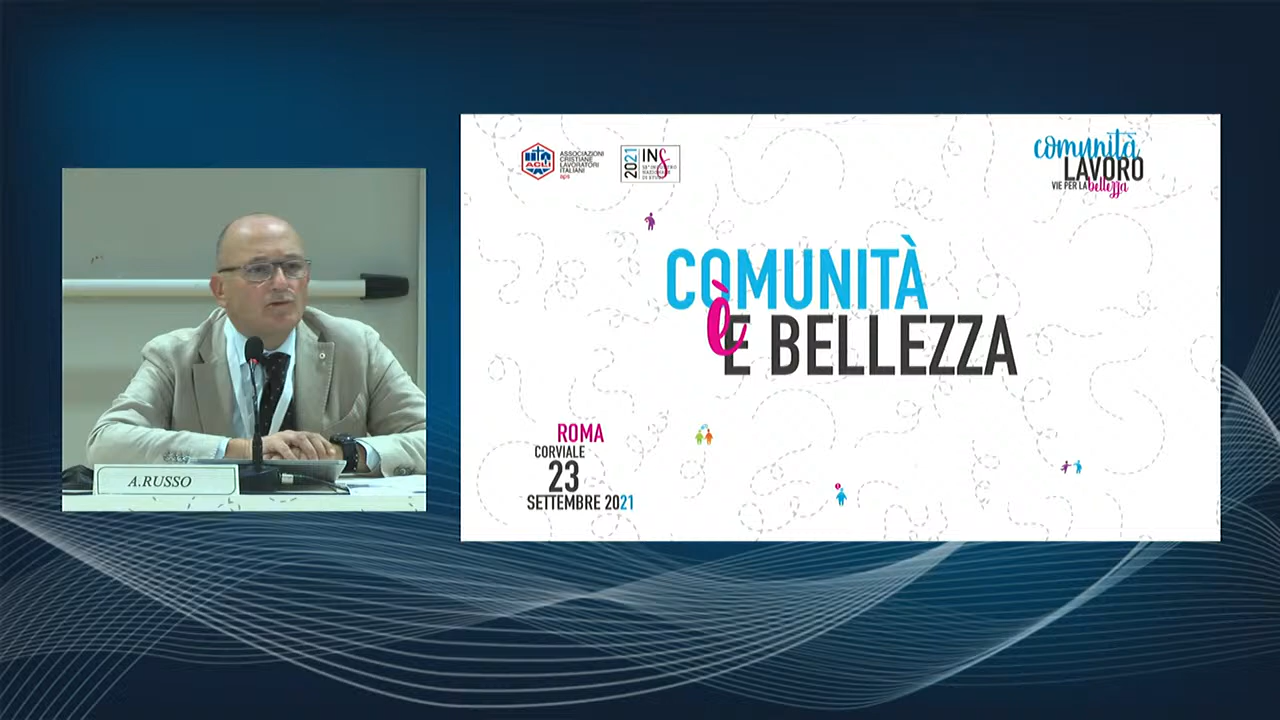 A.RUSSO
ACLI
ASSOCIAZIONI
CRISTIANE
LAVORATORI
ITALIANI
aps
2021
INS
comunità
LAVORO
VIE PER LA bellezza
COMUNITÀ
è E BELLEZZA
ROMA
CORVIALE
23
SETTEMBRE 2021